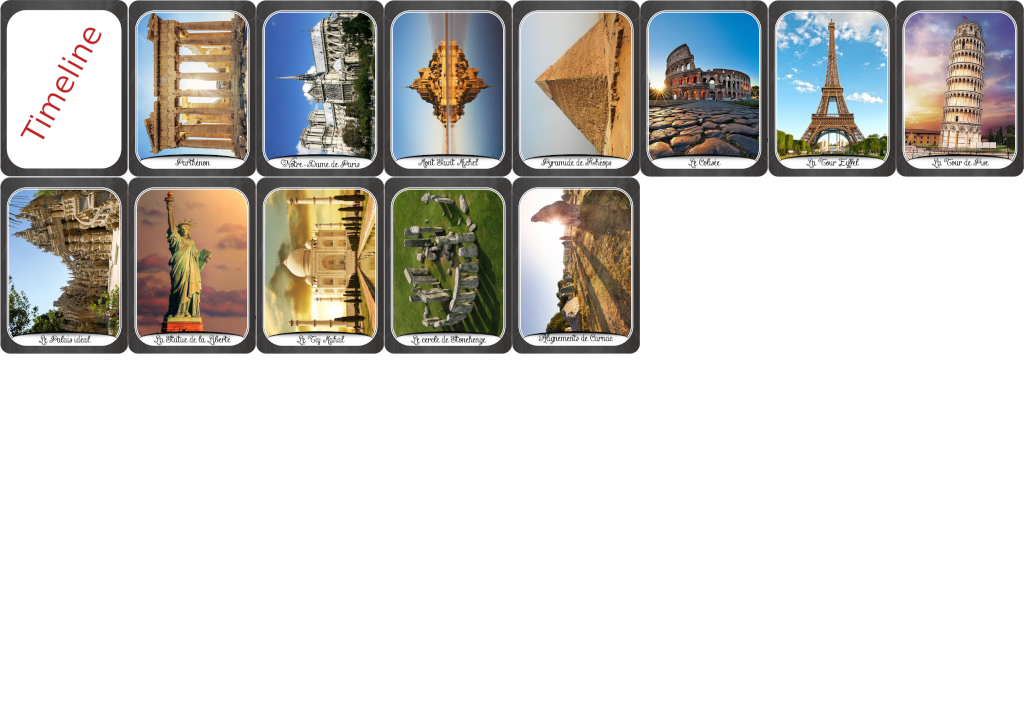 Timeline
Parthénon
Notre-Dame de Paris
Mont Saint Michel
Pyramide de Kheops
Le Colisée
La Tour Eiffel
La Tour de Pise
Le Palais idéal
La Statue de la Liberté
Le Taj Mahal
Le cercle de Stonehenge
Alignements de Carnac